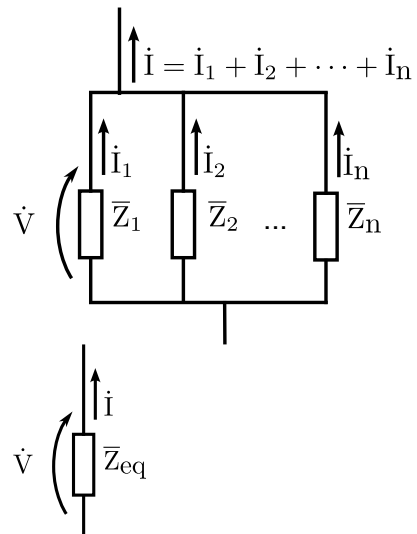 İ = İ₁ + İ₂ + ⋯ + İₙ
İ₁ İ₂ İₙ
V̇ Z̅₁ Z̅₂ ... Z̅ₙ
İ
V̇ Z̅eq